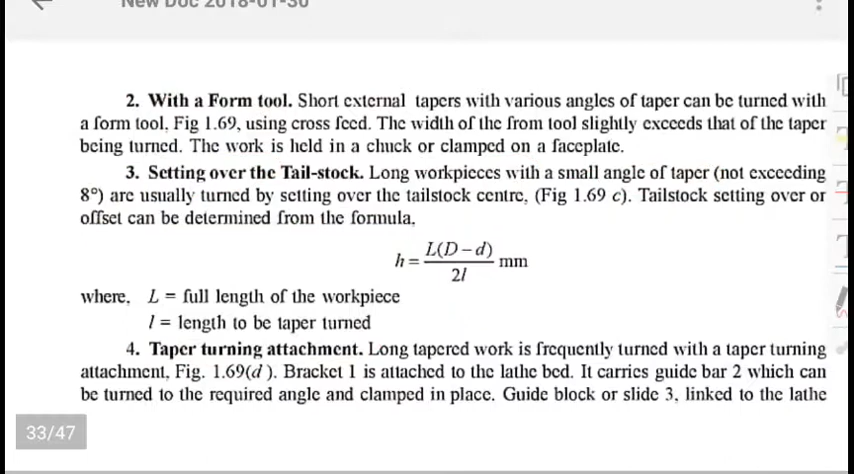 New Doc 2018-01-30
2. With a Form tool. Short external tapers with various angles of taper can be turned with
a form tool, Fig 1.69, using cross feed. The width of the from tool slightly exceeds that of the taper
being turned. The work is held in a chuck or clamped on a faceplate.
3. Setting over the Tail-stock. Long workpieces with a small angle of taper (not exceeding
8°) are usually turned by setting over the tailstock centre, (Fig 1.69 c). Tailstock setting over or
offset can be determined from the formula,
h = L(D – d) / 2l mm
where, L = full length of the workpiece
l = length to be taper turned
4. Taper turning attachment. Long tapered work is frequently turned with a taper turning
attachment, Fig. 1.69(d ). Bracket 1 is attached to the lathe bed. It carries guide bar 2 which can
be turned to the required angle and clamped in place. Guide block or slide 3, linked to the lathe
33/47